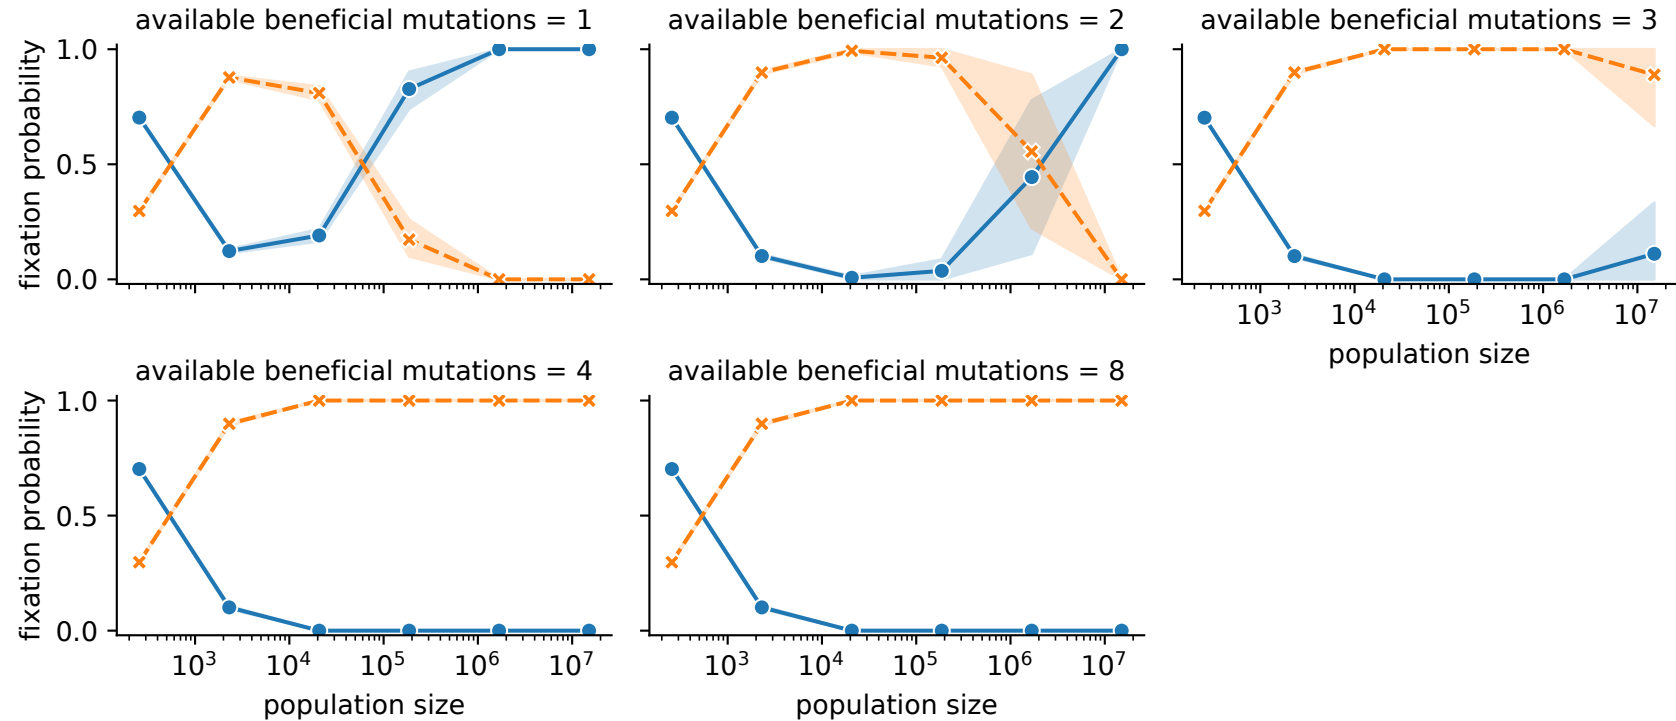 available beneficial mutations = 1
available beneficial mutations = 2
available beneficial mutations = 3
fixation probability
1.0
0.5
0.0
10³ 10⁴ 10⁵ 10⁶ 10⁷
population size
available beneficial mutations = 4
available beneficial mutations = 8
fixation probability
1.0
0.5
0.0
10³ 10⁴ 10⁵ 10⁶ 10⁷
10³ 10⁴ 10⁵ 10⁶ 10⁷
population size
population size